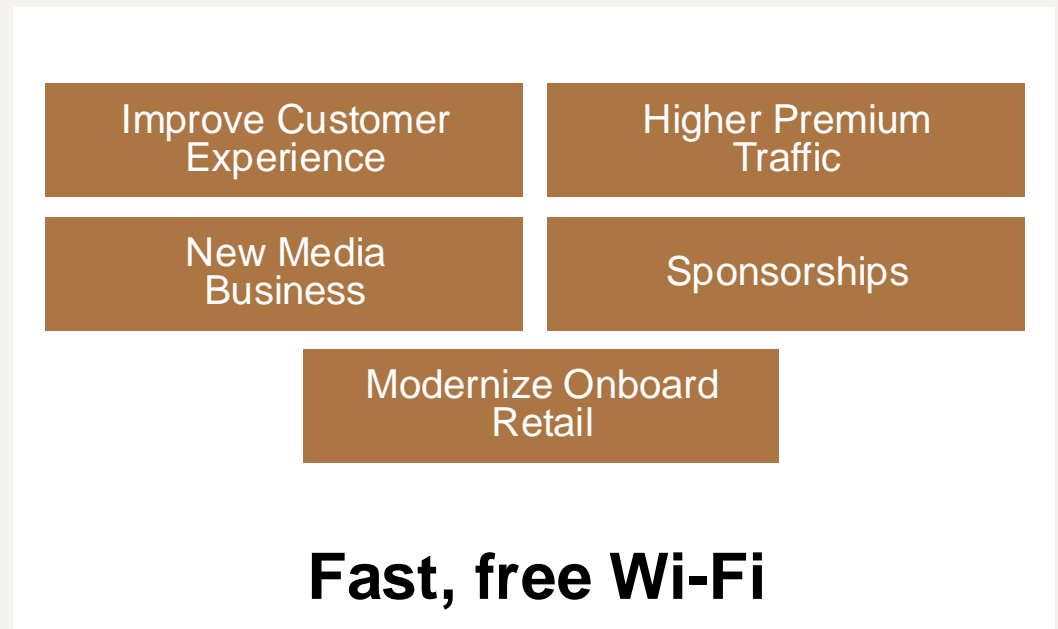 Improve Customer
Experience
Higher Premium
Traffic
New Media
Business
Sponsorships
Modernize Onboard
Retail
Fast, free Wi-Fi